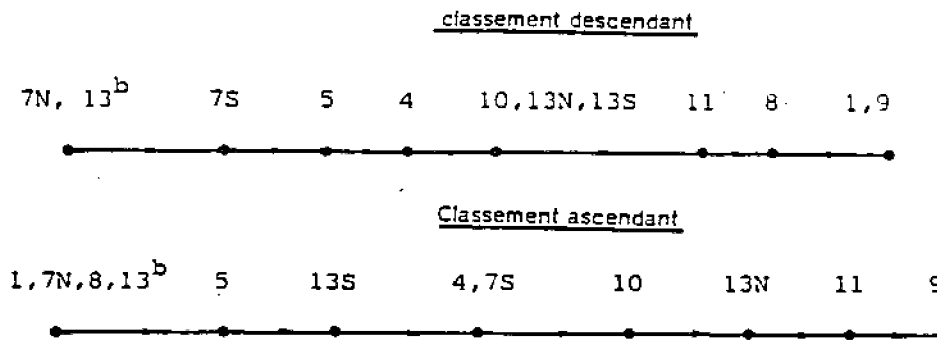 classement descendant
7N, 13b 7S 5 4 10,13N,13S 11 8 1,9
Classement ascendant
1,7N,8,13b 5 13S 4,7S 10 13N 11 9